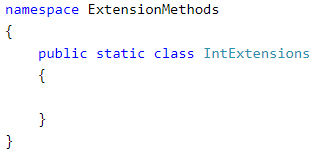 namespace ExtensionMethods
{
    public static class IntExtensions
    {

    }
}